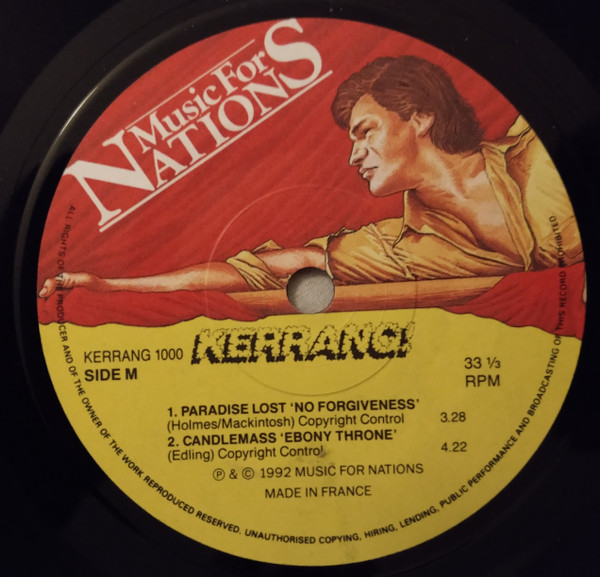 Music For
NATIONS
KERRANG 1000
KERRANG!
SIDE M
33 1/3
RPM
1. PARADISE LOST 'NO FORGIVENESS'
(Holmes/Mackintosh) Copyright Control 3.28
2. CANDLEMASS 'EBONY THRONE'
(Edling) Copyright Control 4.22
Ⓟ & © 1992 MUSIC FOR NATIONS
MADE IN FRANCE
ALL RIGHTS OF THE PRODUCER AND OF THE OWNER OF THE WORK REPRODUCED RESERVED. UNAUTHORISED COPYING, HIRING, LENDING, PUBLIC PERFORMANCE AND BROADCASTING OF THIS RECORD PROHIBITED